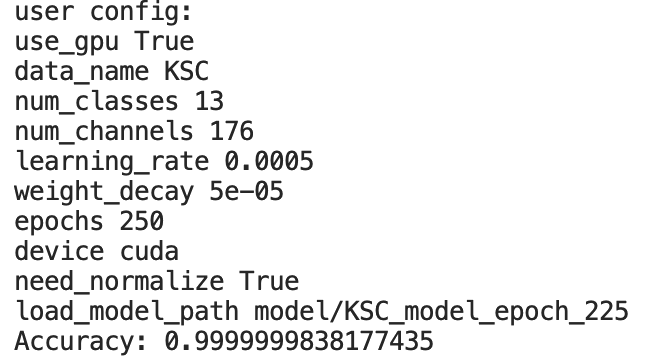 user config:
use_gpu True
data_name KSC
num_classes 13
num_channels 176
learning_rate 0.0005
weight_decay 5e-05
epochs 250
device cuda
need_normalize True
load_model_path model/KSC_model_epoch_225
Accuracy: 0.9999999838177435